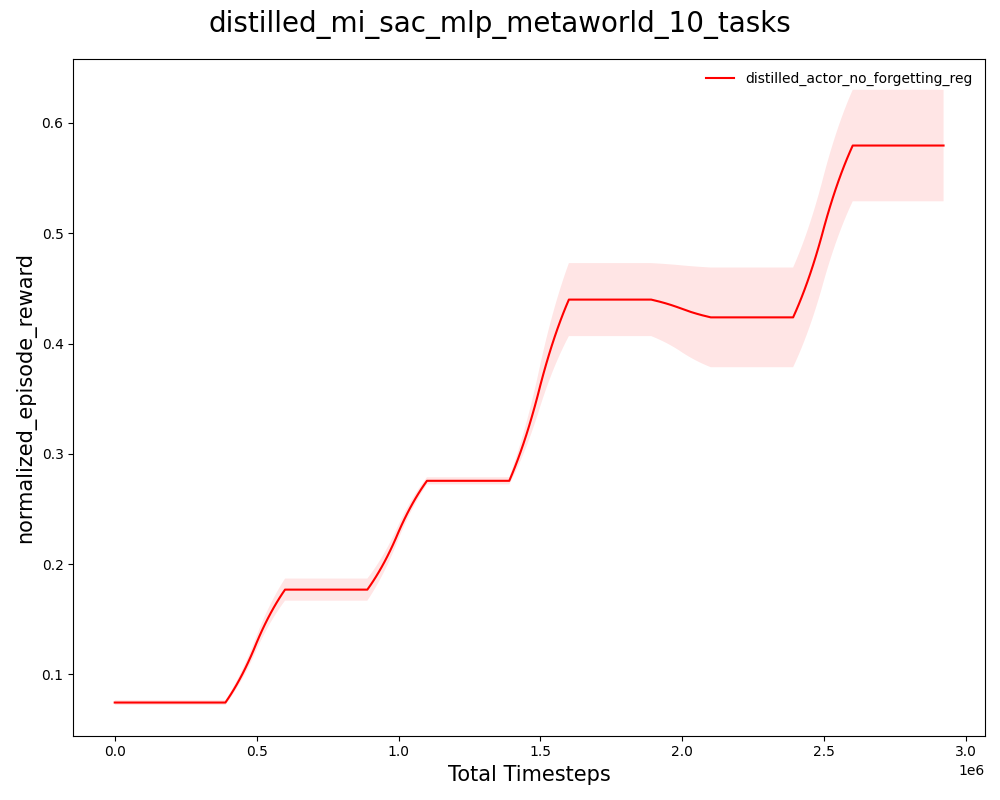 distilled_mi_sac_mlp_metaworld_10_tasks
distilled_actor_no_forgetting_reg
normalized_episode_reward
0.6
0.5
0.4
0.3
0.2
0.1
0.0 0.5 1.0 1.5 2.0 2.5 3.0
1e6
Total Timesteps